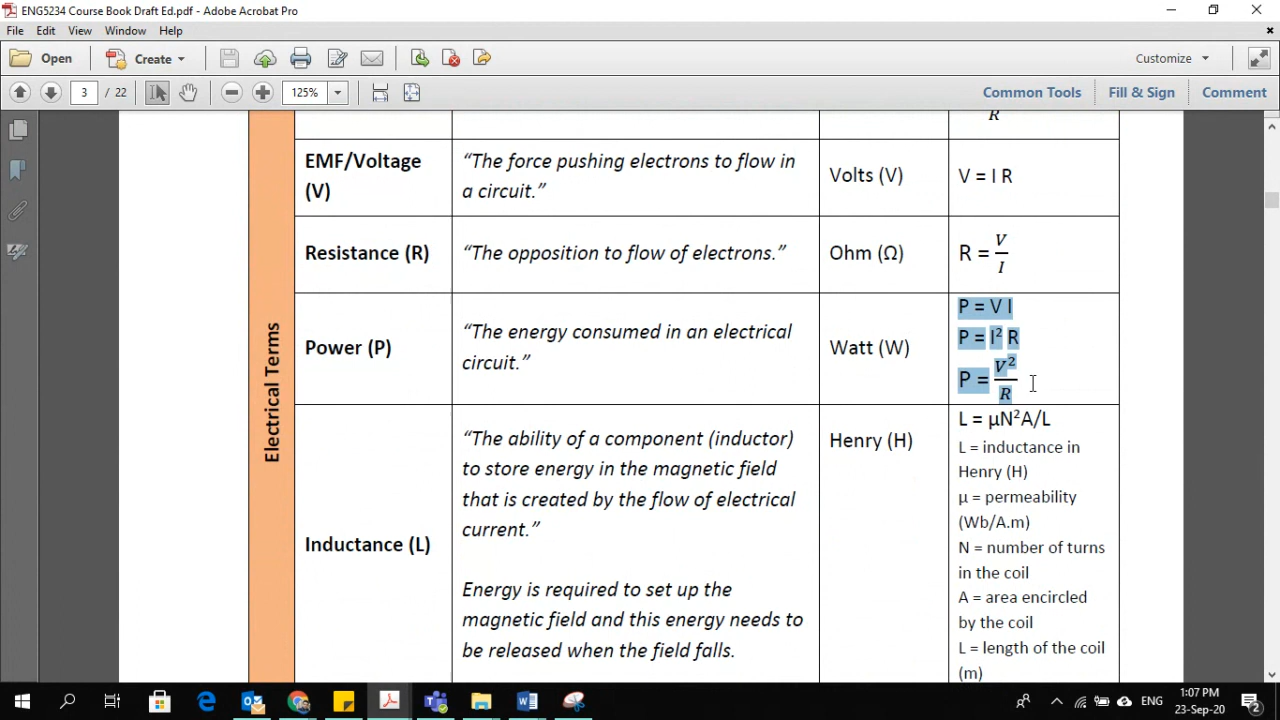 ENG5234 Course Book Draft Ed.pdf - Adobe Acrobat Pro
File Edit View Window Help
Open Create Customize
3 / 22 125% Common Tools Fill & Sign Comment
R
Electrical Terms
EMF/Voltage
(V)
“The force pushing electrons to flow in
a circuit.”
Volts (V)
V = I R
Resistance (R)
“The opposition to flow of electrons.”
Ohm (Ω)
R = V/I
Power (P)
“The energy consumed in an electrical
circuit.”
Watt (W)
P = V I
P = I² R
P = V²/R
Inductance (L)
“The ability of a component (inductor)
to store energy in the magnetic field
that is created by the flow of electrical
current.”
Energy is required to set up the
magnetic field and this energy needs to
be released when the field falls.
Henry (H)
L = µN²A/L
L = inductance in
Henry (H)
µ = permeability
(Wb/A.m)
N = number of turns
in the coil
A = area encircled
by the coil
L = length of the coil
(m)
ENG
1:07 PM
23-Sep-20
2